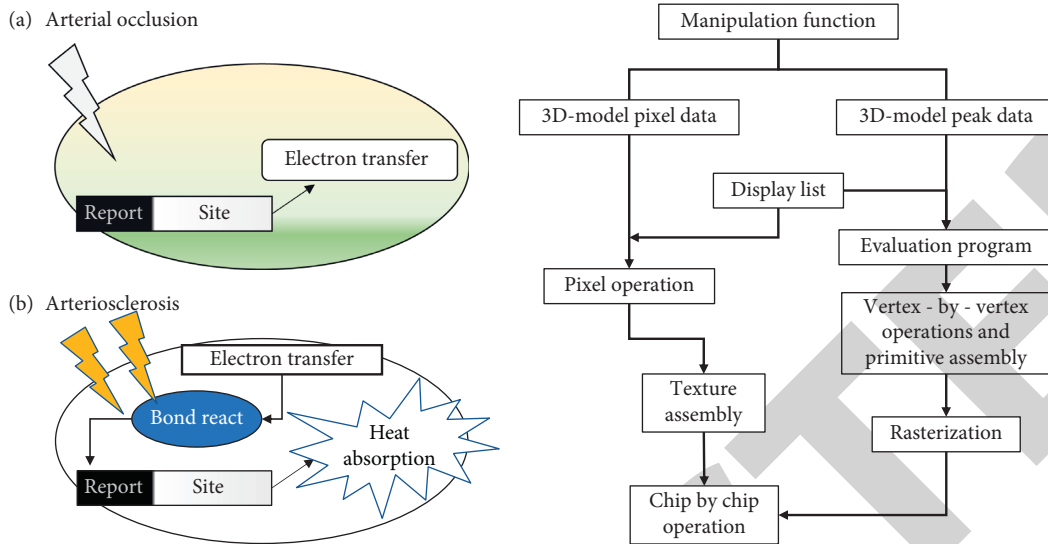 (a) Arterial occlusion
Electron transfer
Report Site
(b) Arteriosclerosis
Electron transfer
Bond react
Heat
absorption
Report Site
Manipulation function
3D-model pixel data
3D-model peak data
Display list
Evaluation program
Pixel operation
Vertex - by - vertex
operations and
primitive assembly
Texture
assembly
Rasterization
Chip by chip
operation